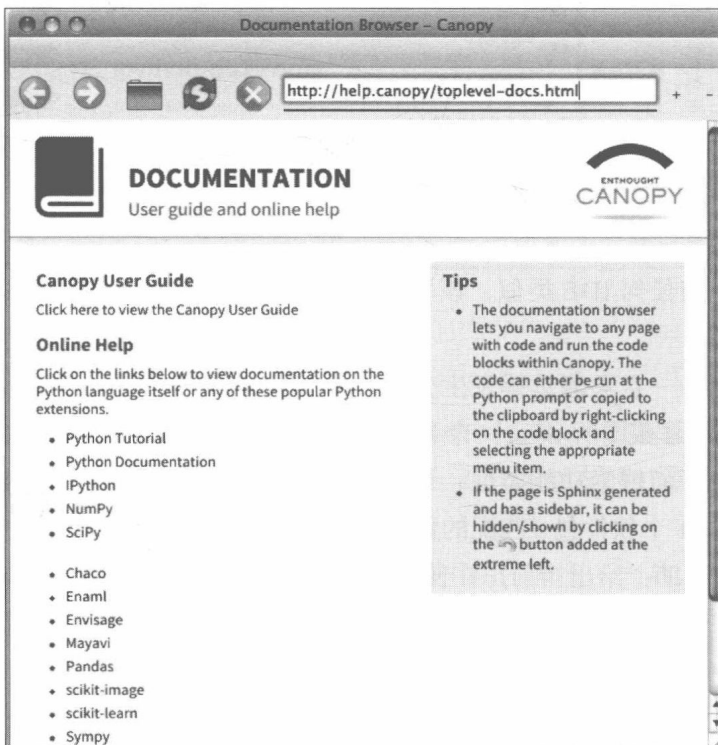 Documentation Browser – Canopy
http://help.canopy/toplevel-docs.html
+ -
DOCUMENTATION
User guide and online help
ENTHOUGHT
CANOPY
Canopy User Guide
Click here to view the Canopy User Guide
Online Help
Click on the links below to view documentation on the
Python language itself or any of these popular Python
extensions.
• Python Tutorial
• Python Documentation
• IPython
• NumPy
• SciPy
• Chaco
• Enaml
• Envisage
• Mayavi
• Pandas
• scikit-image
• scikit-learn
• Sympy
Tips
• The documentation browser
lets you navigate to any page
with code and run the code
blocks within Canopy. The
code can either be run at the
Python prompt or copied to
the clipboard by right-clicking
on the code block and
selecting the appropriate
menu item.
• If the page is Sphinx generated
and has a sidebar, it can be
hidden/shown by clicking on
the button added at the
extreme left.